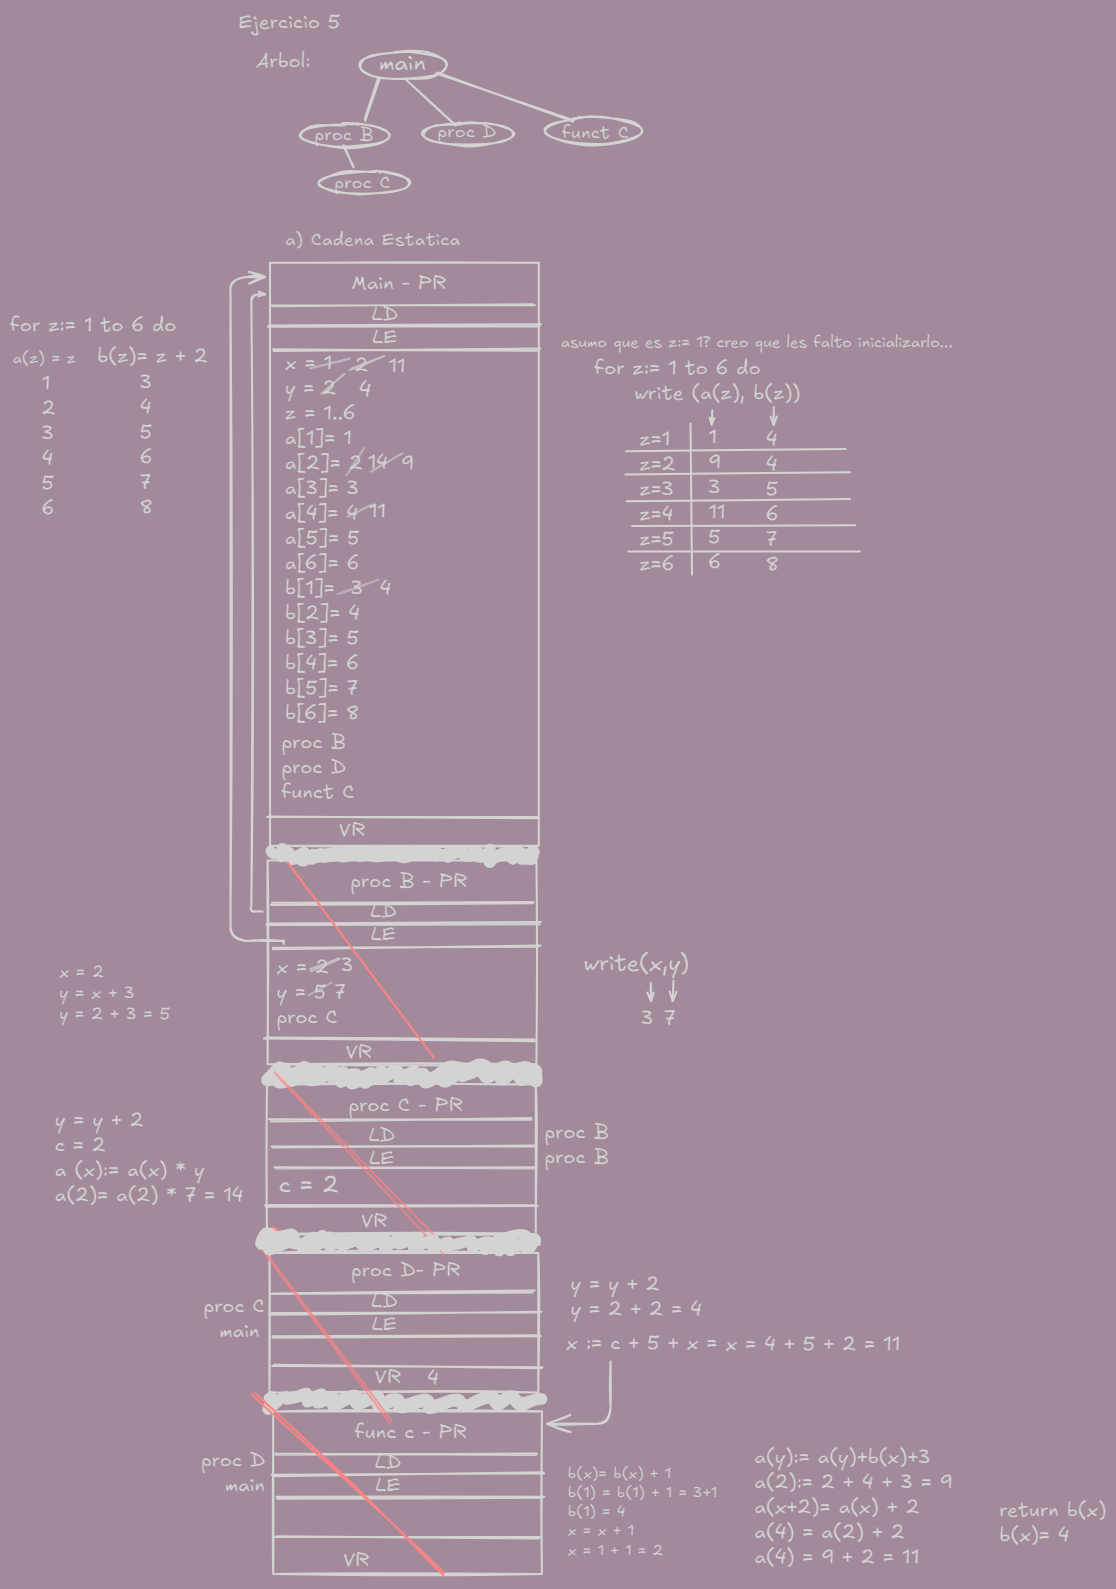 Ejercicio 5
Arbol:
main
proc B
proc D
funct C
proc C
a) Cadena Estatica
Main - PR
LD
LE
x = 1 2 11
y = 2 4
z = 1..6
a[1]= 1
a[2]= 2 14 9
a[3]= 3
a[4]= 4 11
a[5]= 5
a[6]= 6
b[1]= 3 4
b[2]= 4
b[3]= 5
b[4]= 6
b[5]= 7
b[6]= 8
proc B
proc D
funct C
VR
for z:= 1 to 6 do
a(z) = z b(z)= z + 2
1 3
2 4
3 5
4 6
5 7
6 8
asumo que es z:= 1? creo que les falto inicializarlo...
for z:= 1 to 6 do
write (a(z), b(z))
z=1 1 4
z=2 9 4
z=3 3 5
z=4 11 6
z=5 5 7
z=6 6 8
proc B - PR
LD
LE
x = 2 3
y = 5 7
proc C
VR
x = 2
y = x + 3
y = 2 + 3 = 5
write(x,y)
3 7
proc C - PR
LD
LE
c = 2
VR
proc B
proc B
y = y + 2
c = 2
a (x):= a(x) * y
a(2)= a(2) * 7 = 14
proc D- PR
LD
LE
VR 4
proc C
main
y = y + 2
y = 2 + 2 = 4
x := c + 5 + x = x = 4 + 5 + 2 = 11
func c - PR
LD
LE
VR
proc D
main
b(x)= b(x) + 1
b(1) = b(1) + 1 = 3+1
b(1) = 4
x = x + 1
x = 1 + 1 = 2
a(y):= a(y)+b(x)+3
a(2):= 2 + 4 + 3 = 9
a(x+2)= a(x) + 2
a(4) = a(2) + 2
a(4) = 9 + 2 = 11
return b(x)
b(x)= 4